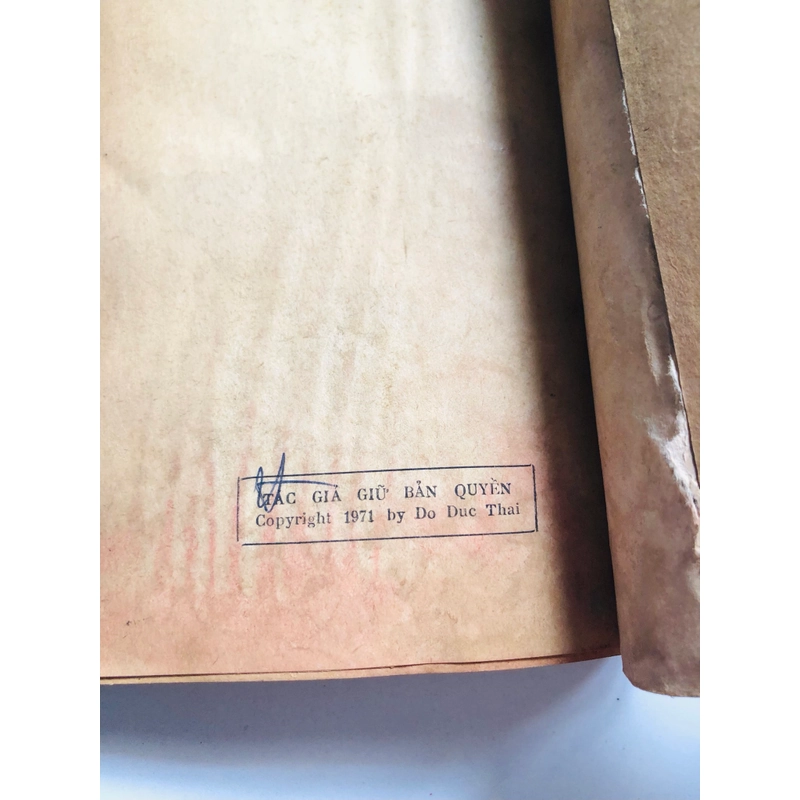 TÁC GIẢ GIỮ BẢN QUYỀN
Copyright 1971 by Do Duc Thai